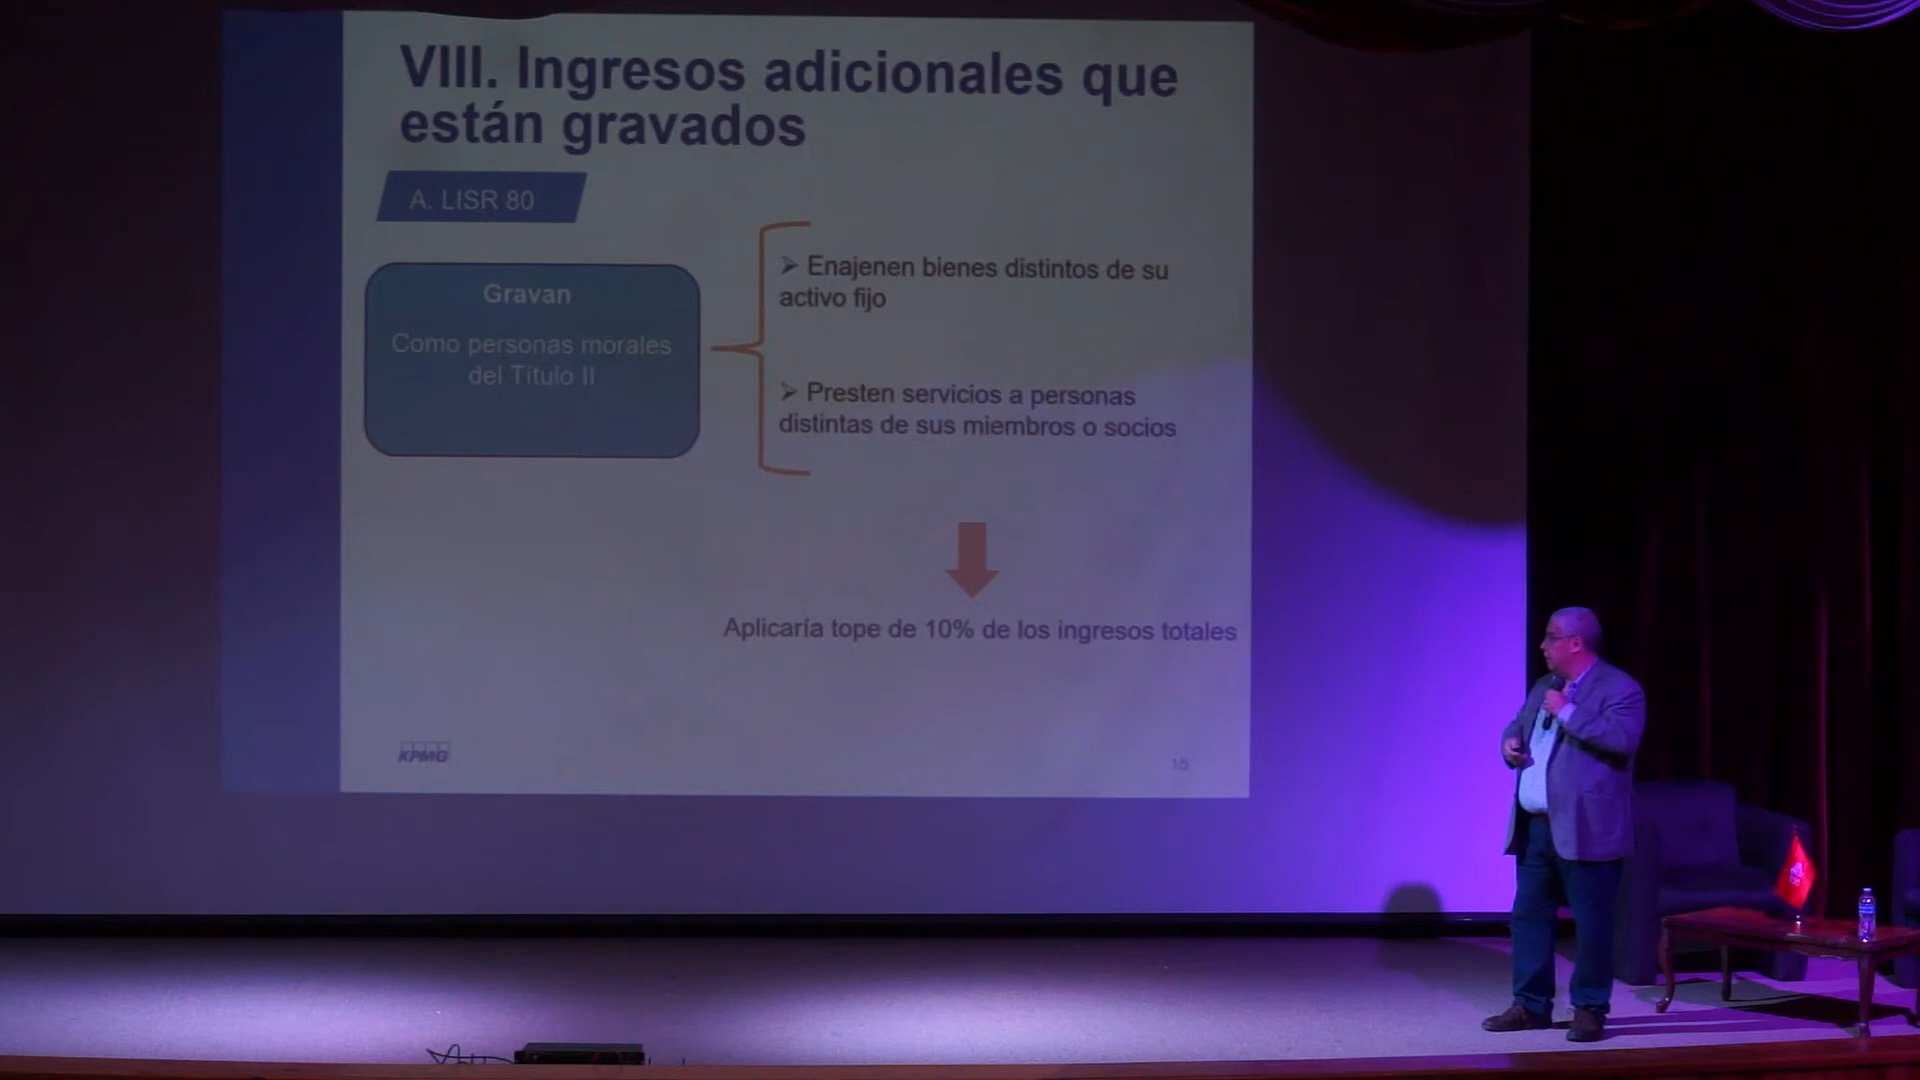 VIII. Ingresos adicionales que
están gravados
A. LISR 80
Gravan
Como personas morales
del Título II
➢ Enajenen bienes distintos de su
activo fijo
➢ Presten servicios a personas
distintas de sus miembros o socios
Aplicaría tope de 10% de los ingresos totales
KPMG